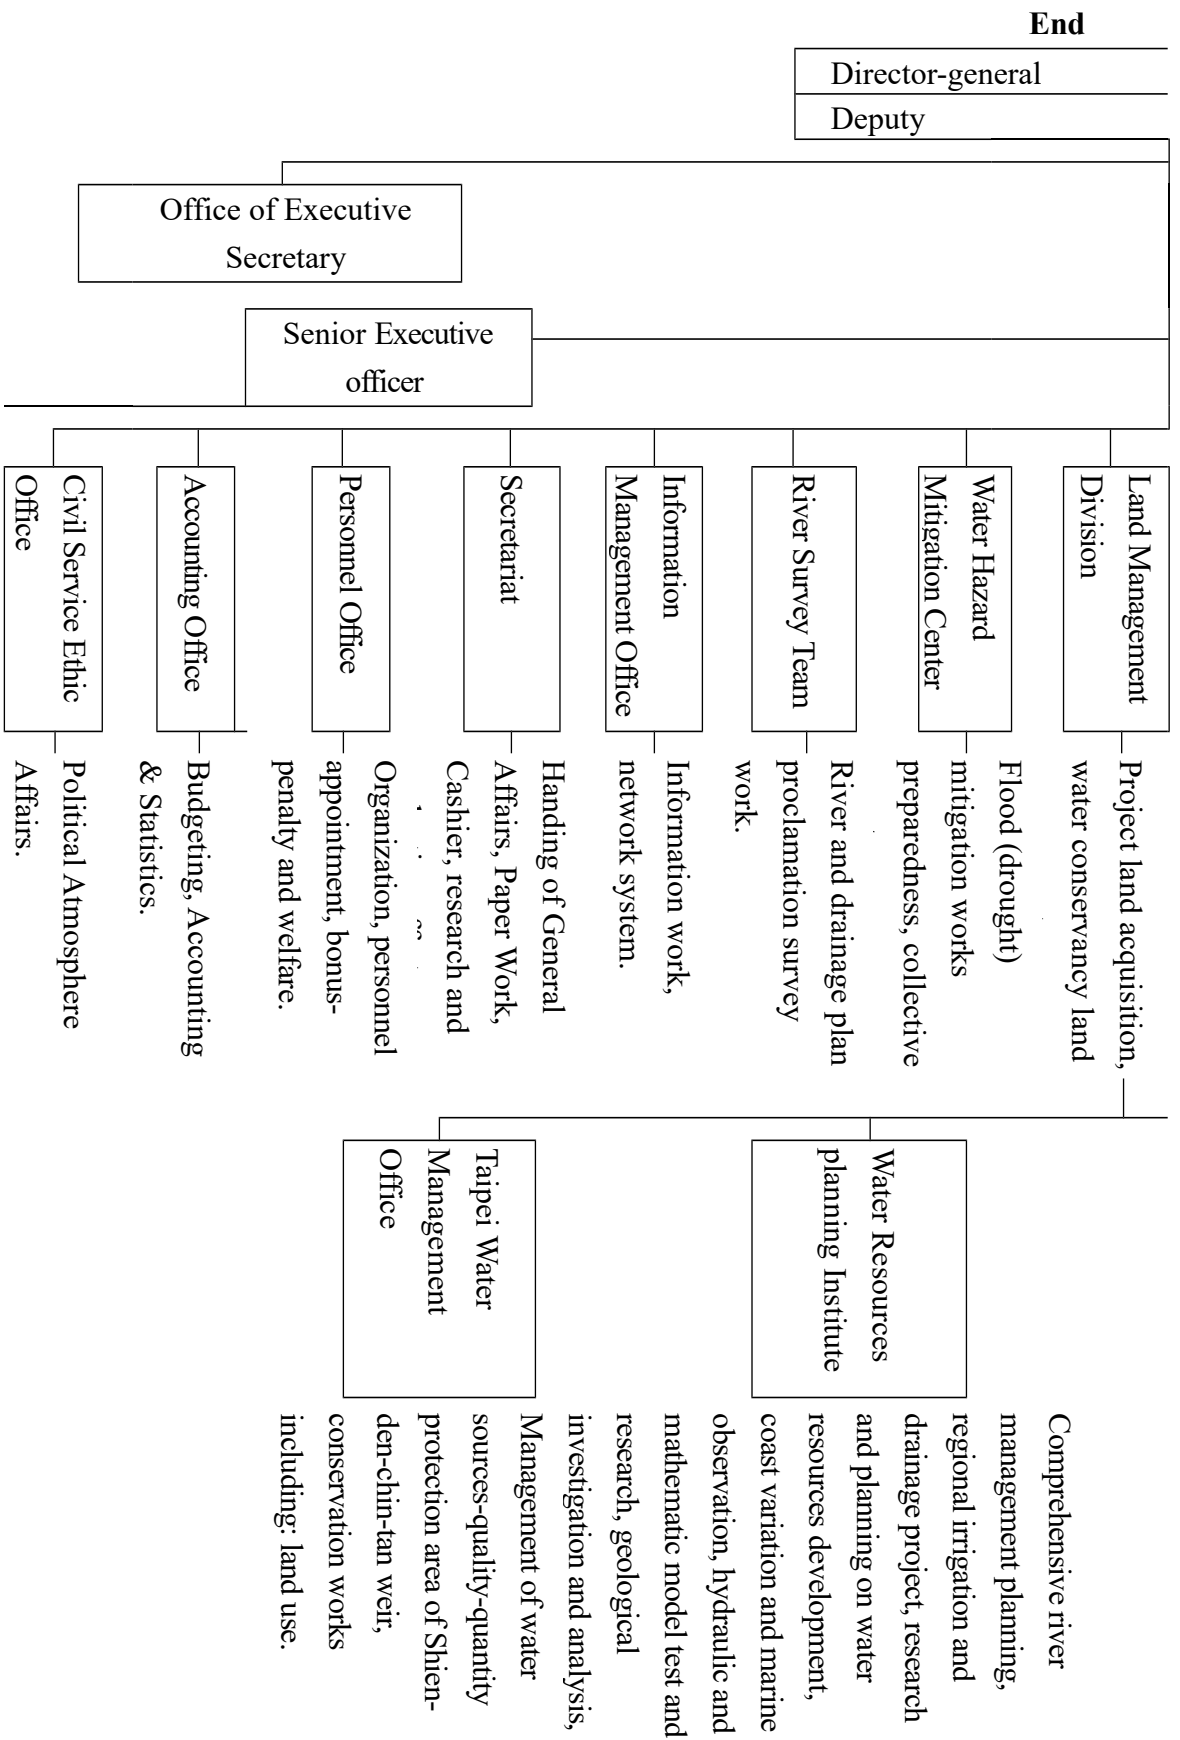 End
Director-general
Deputy
Office of Executive
Secretary
Senior Executive
officer
Civil Service Ethic
Office
Accounting Office
Personnel Office
Secretariat
Information
Management Office
River Survey Team
Water Hazard
Mitigation Center
Land Management
Division
Political Atmosphere
Affairs.
Budgeting, Accounting
& Statistics.
Organization, personnel
appointment, bonus-
penalty and welfare.
Handing of General
Affairs, Paper Work,
Cashier, research and
Information work,
network system.
River and drainage plan
proclamation survey
work.
Flood (drought)
mitigation works
preparedness, collective
Project land acquisition,
water conservancy land
Taipei Water
Management
Office
Water Resources
planning Institute
Comprehensive river
management planning,
regional irrigation and
drainage project, research
and planning on water
resources development,
coast variation and marine
observation, hydraulic and
mathematic model test and
research, geological
investigation and analysis,
Management of water
sources-quality-quantity
protection area of Shien-
den-chin-tan weir,
conservation works
including: land use.